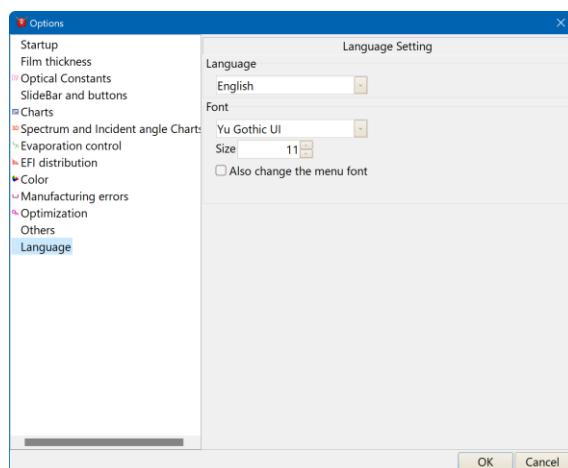 Options
Startup
Film thickness
Optical Constants
SlideBar and buttons
Charts
Spectrum and Incident angle Charts
Evaporation control
EFI distribution
Color
Manufacturing errors
Optimization
Others
Language
Language Setting
Language
English
Font
Yu Gothic UI
Size 11
Also change the menu font
OK Cancel